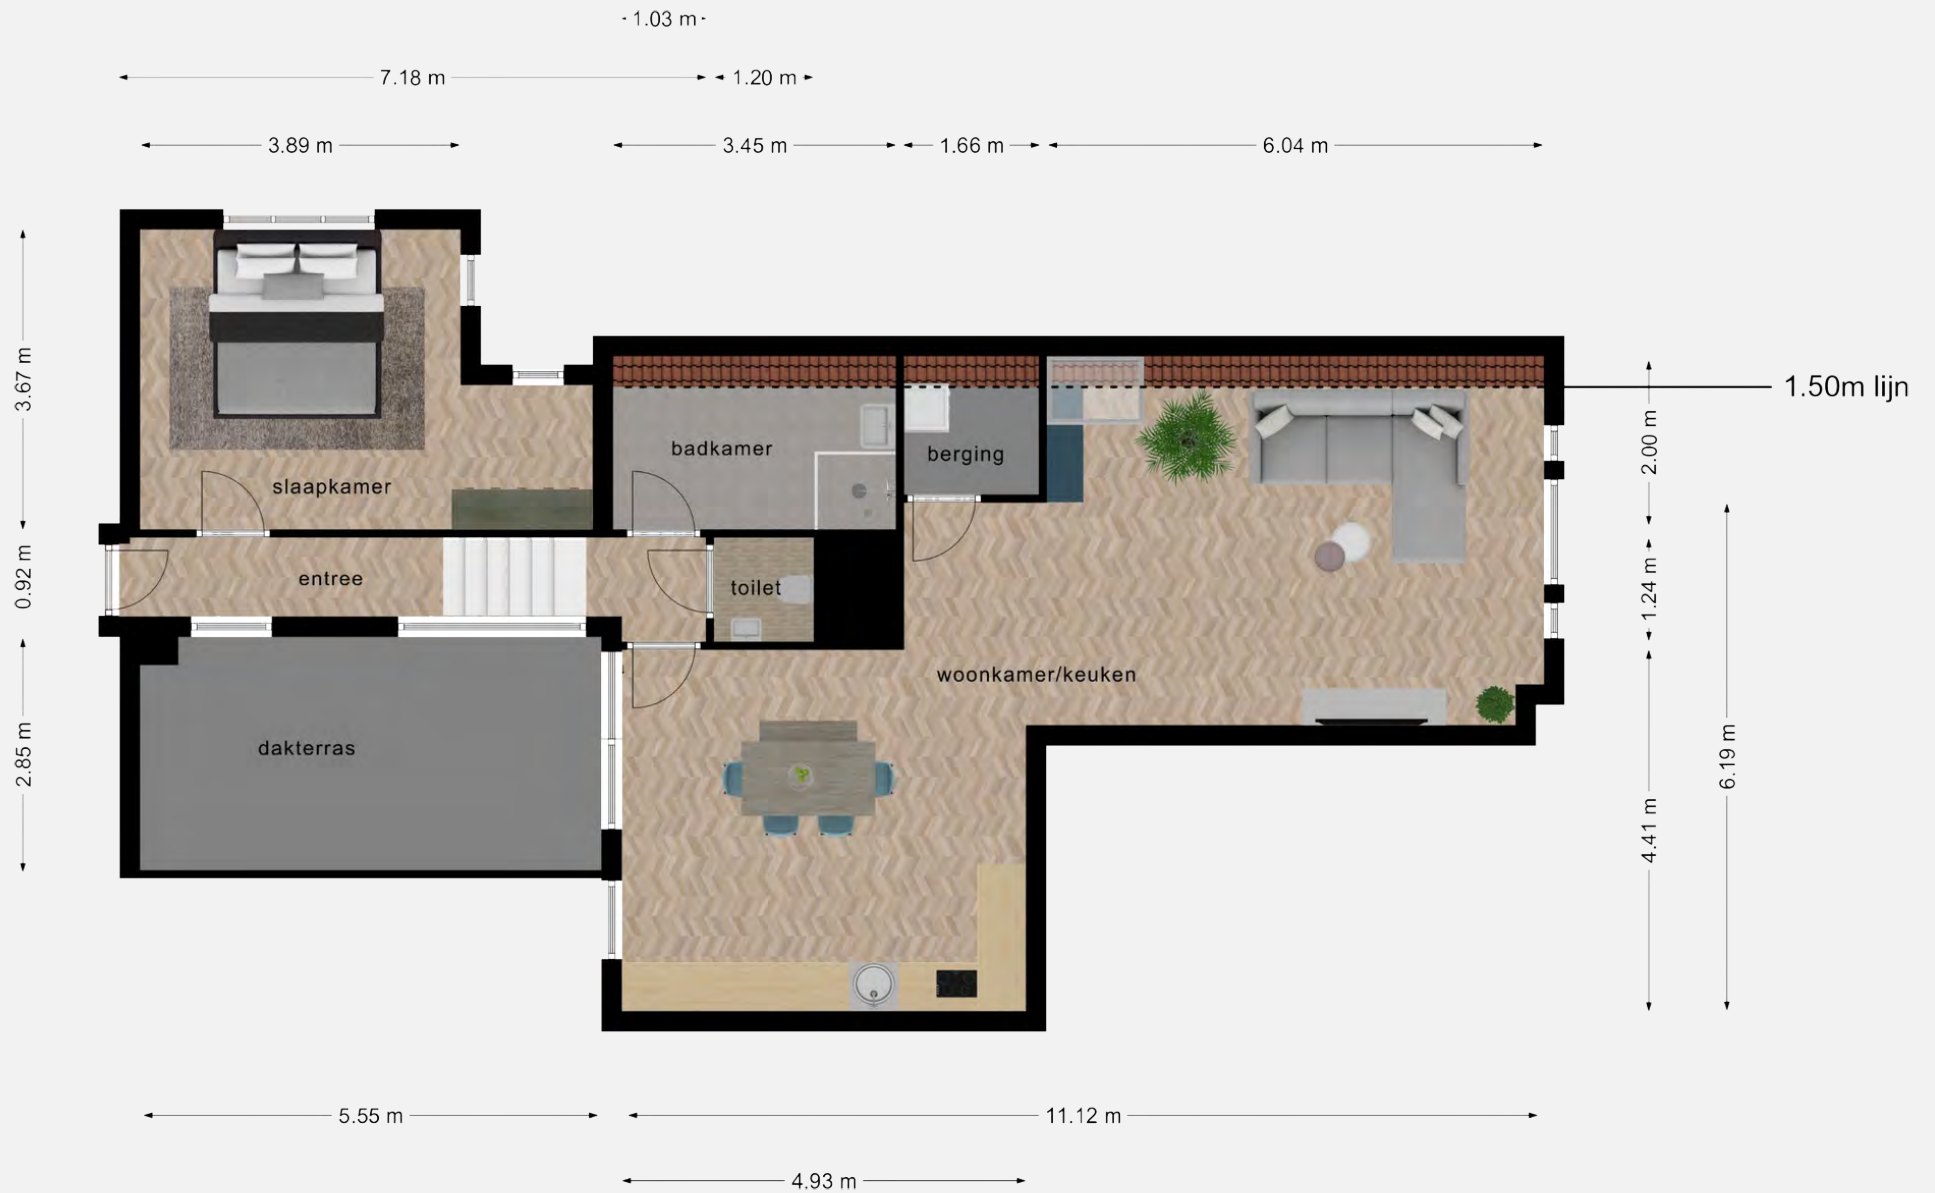 1.03 m
7.18 m
1.20 m
3.89 m
3.45 m
1.66 m
6.04 m
3.67 m
1.50m lijn
2.00 m
badkamer
berging
slaapkamer
0.92 m
entree
toilet
1.24 m
woonkamer/keuken
2.85 m
dakterras
6.19 m
4.41 m
5.55 m
11.12 m
4.93 m